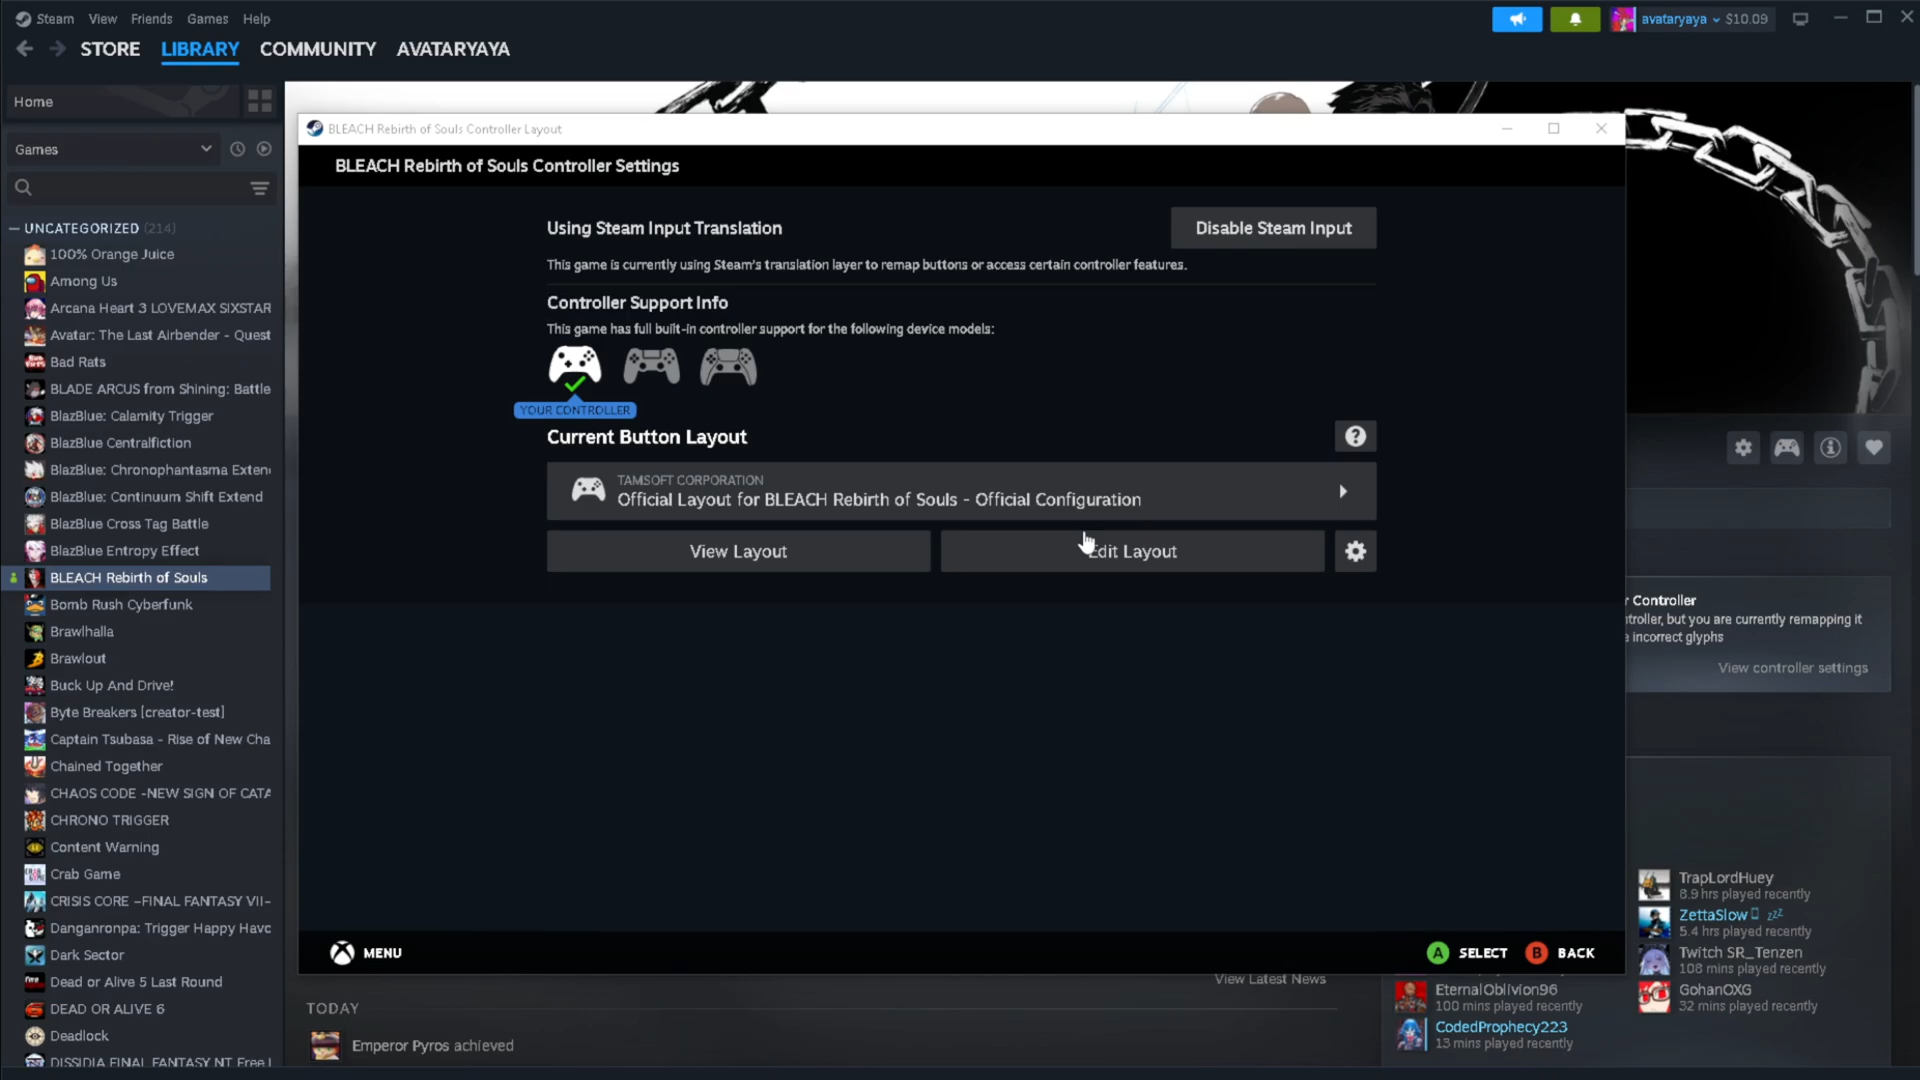 Steam View Friends Games Help
avataryaya $10.09
STORE LIBRARY COMMUNITY AVATARYAYA
Home
Games
UNCATEGORIZED (214)
100% Orange Juice
Among Us
Arcana Heart 3 LOVEMAX SIXSTAR
Avatar: The Last Airbender - Quest
Bad Rats
BLADE ARCUS from Shining: Battle
BlazBlue: Calamity Trigger
BlazBlue Centralfiction
BlazBlue: Chronophantasma Exten
BlazBlue: Continuum Shift Extend
BlazBlue Cross Tag Battle
BlazBlue Entropy Effect
BLEACH Rebirth of Souls
Bomb Rush Cyberfunk
Brawlhalla
Brawlout
Buck Up And Drive!
Byte Breakers [creator-test]
Captain Tsubasa - Rise of New Cha
Chained Together
CHAOS CODE -NEW SIGN OF CATA
CHRONO TRIGGER
Content Warning
Crab Game
CRISIS CORE -FINAL FANTASY VII-
Danganronpa: Trigger Happy Havc
Dark Sector
Dead or Alive 5 Last Round
DEAD OR ALIVE 6
Deadlock
DISSIDIA FINAL FANTASY NT Free
BLEACH Rebirth of Souls Controller Layout
BLEACH Rebirth of Souls Controller Settings
Using Steam Input Translation
Disable Steam Input
This game is currently using Steam's translation layer to remap buttons or access certain controller features.
Controller Support Info
This game has full built-in controller support for the following device models:
YOUR CONTROLLER
Current Button Layout
?
TAMSOFT CORPORATION
Official Layout for BLEACH Rebirth of Souls - Official Configuration
View Layout
Edit Layout
MENU
A SELECT B BACK
r Controller
ntroller, but you are currently remapping it
e incorrect glyphs
View controller settings
View Latest News
TODAY
Emperor Pyros achieved
TrapLordHuey
8.9 hrs played recently
ZettaSlow zzz
5.4 hrs played recently
Twitch SR_Tenzen
108 mins played recently
EternalOblivion96
100 mins played recently
GohanOXG
32 mins played recently
CodedProphecy223
13 mins played recently